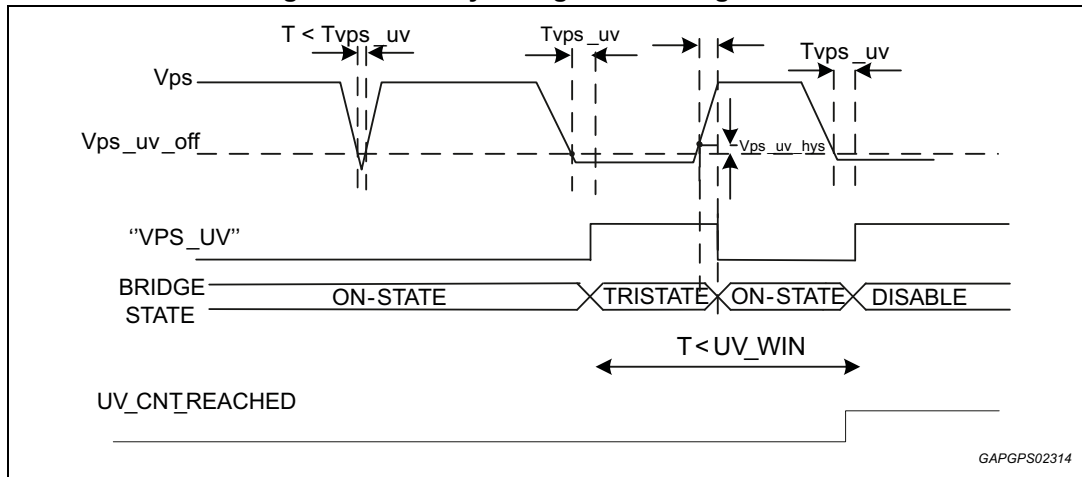 T < Tvps_uv
Tvps_uv
Tvps_uv
Vps
Vps_uv_off
Vps_uv_hys
‘’VPS_UV”
BRIDGE
STATE
ON-STATE
TRISTATE
ON-STATE
DISABLE
T < UV_WIN
UV_CNT_REACHED
GAPGPS02314